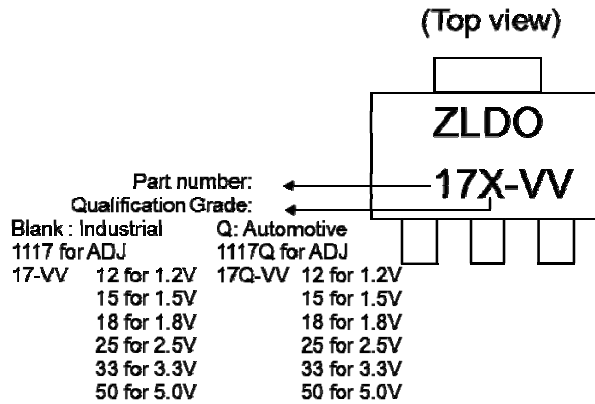 (Top view)
ZLDO
17X-VV
Part number:
Qualification Grade:
Blank : Industrial Q: Automotive
1117 for ADJ 1117Q for ADJ
17-VV 12 for 1.2V 17Q-VV 12 for 1.2V
15 for 1.5V 15 for 1.5V
18 for 1.8V 18 for 1.8V
25 for 2.5V 25 for 2.5V
33 for 3.3V 33 for 3.3V
50 for 5.0V 50 for 5.0V